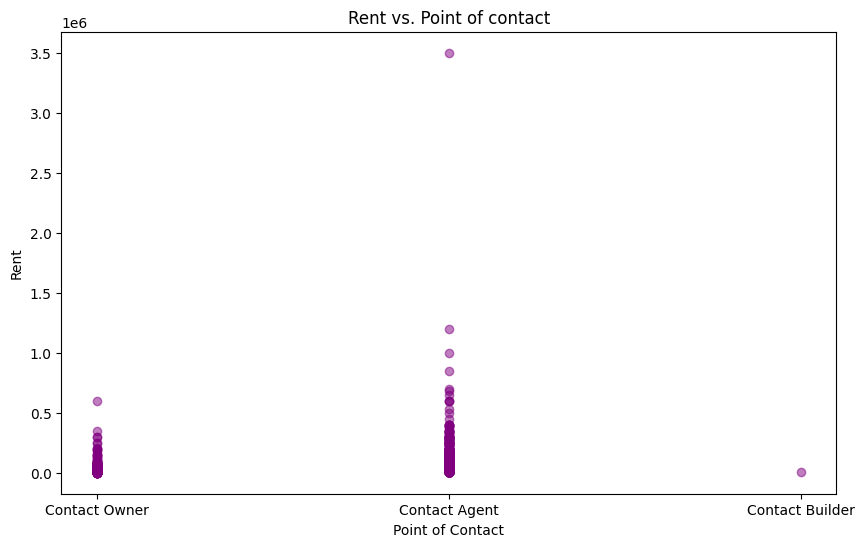 Rent vs. Point of contact
1e6
3.5
3.0
2.5
2.0
1.5
1.0
0.5
0.0
Rent
Contact Owner Contact Agent Contact Builder
Point of Contact